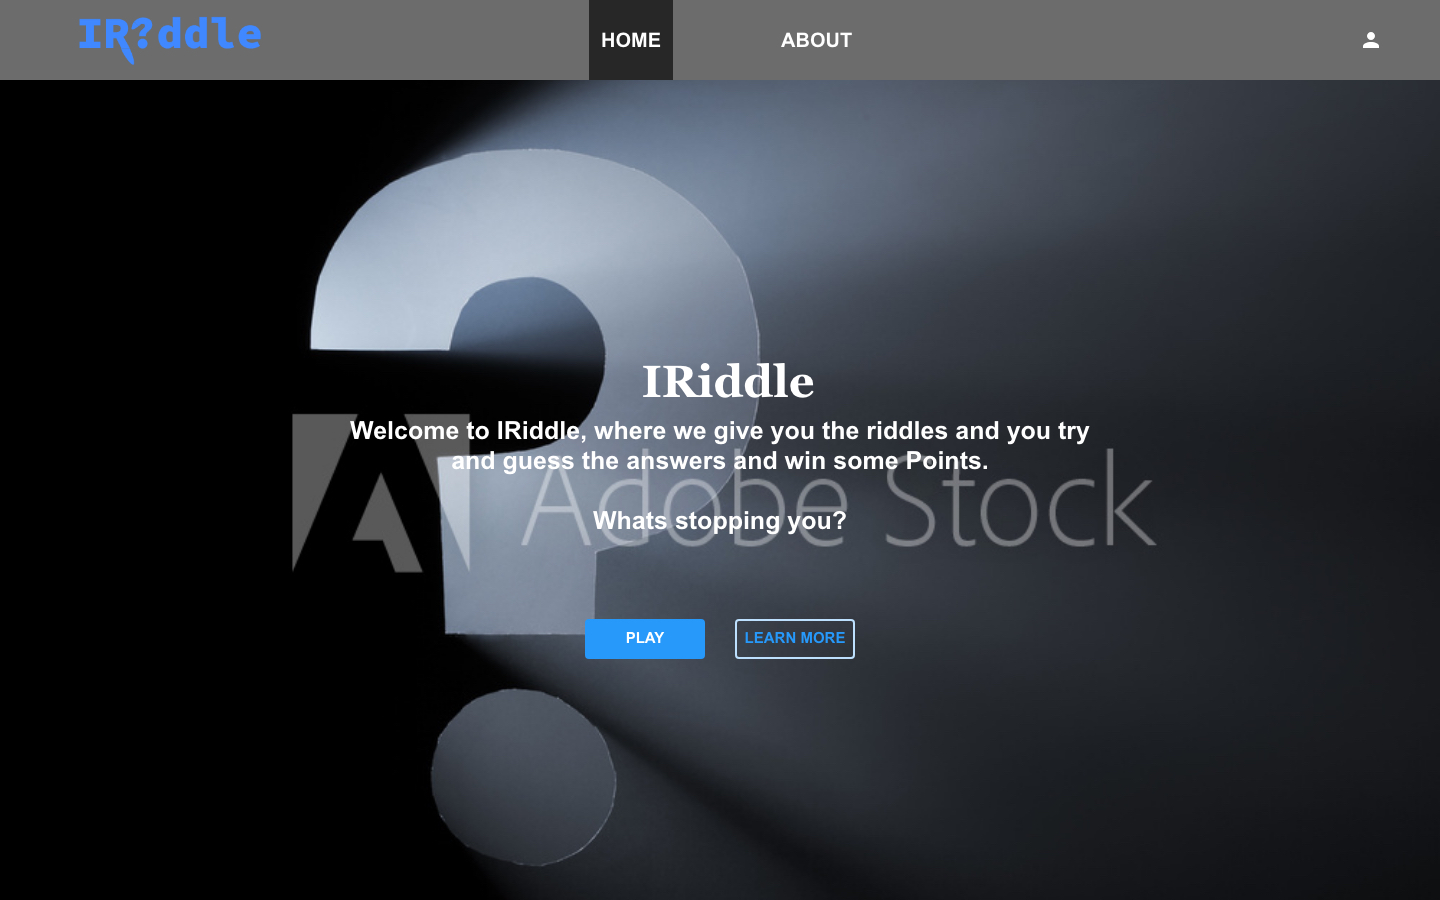 IR?ddle
HOME
ABOUT
IRiddle
Welcome to IRiddle, where we give you the riddles and you try
and guess the answers and win some Points.
Adobe Stock
Whats stopping you?
PLAY
LEARN MORE